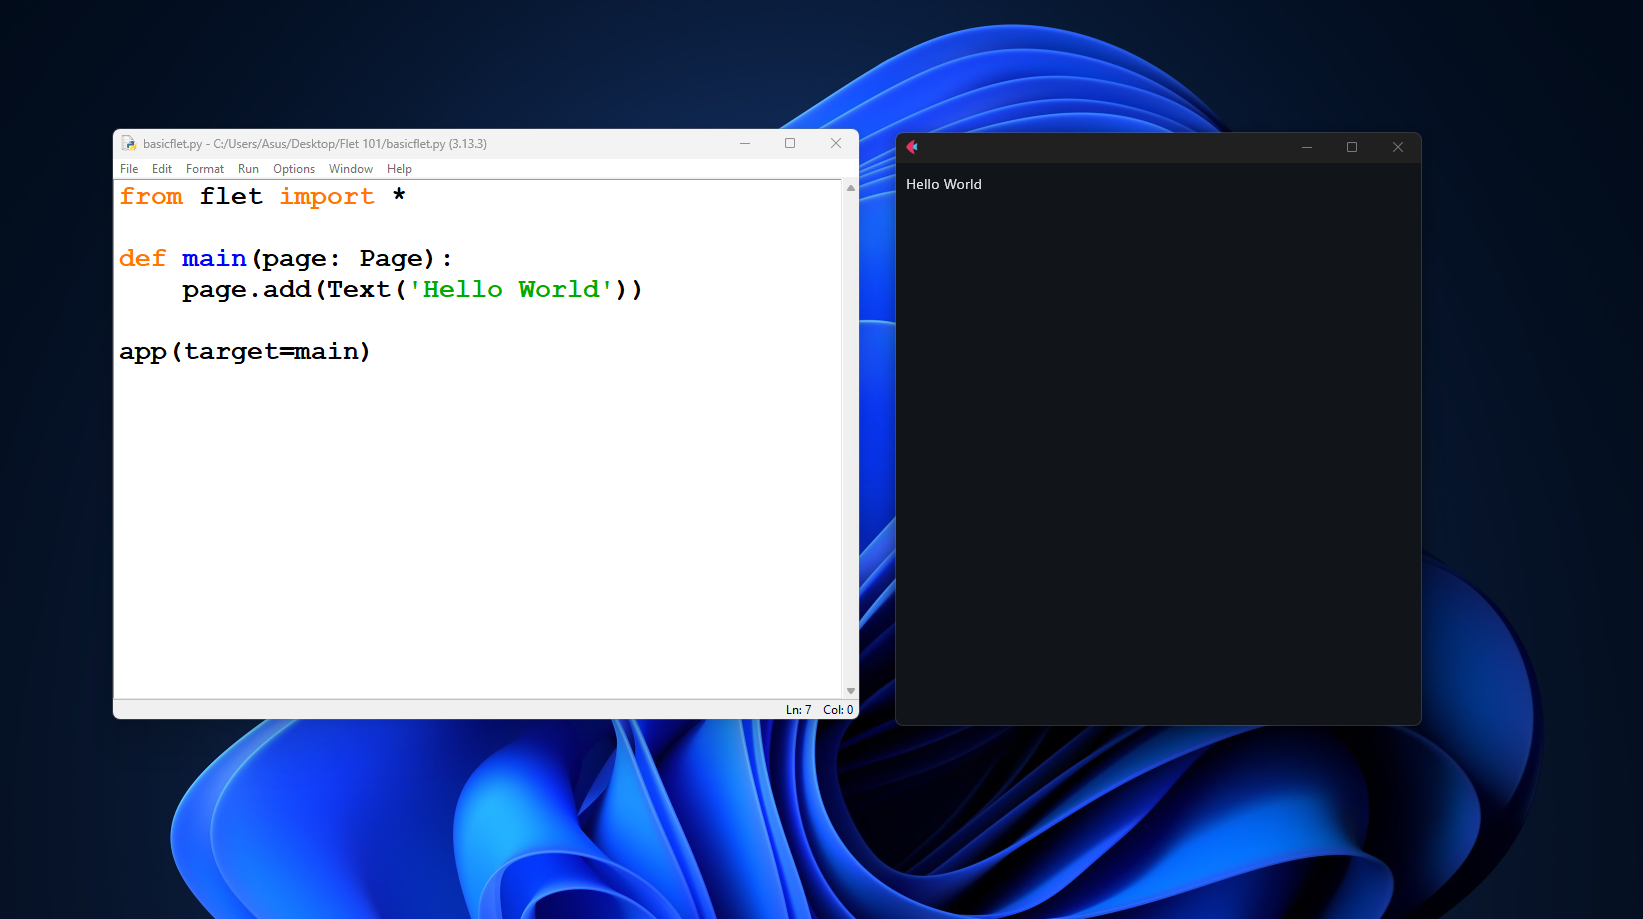 basicflet.py - C:/Users/Asus/Desktop/Flet 101/basicflet.py (3.13.3)
File Edit Format Run Options Window Help
from flet import *
def main(page: Page):
    page.add(Text('Hello World'))
app(target=main)
Ln: 7 Col: 0
Hello World